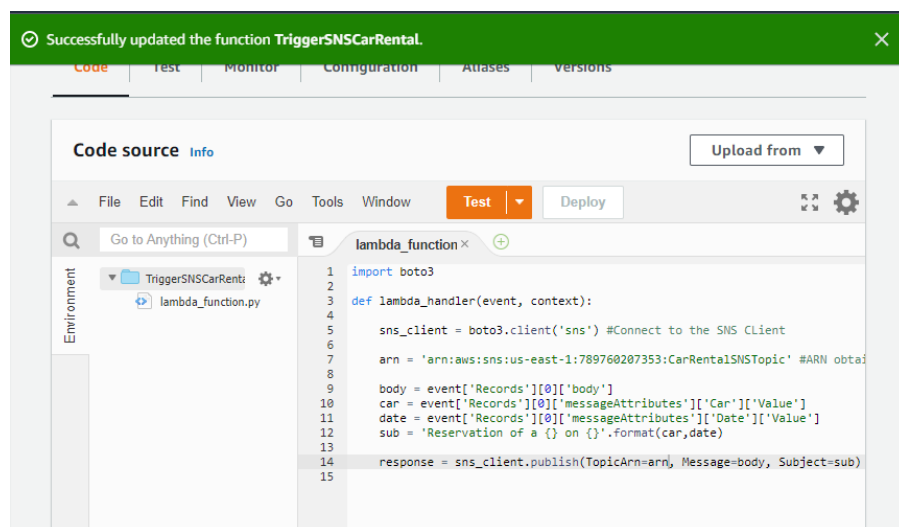 Successfully updated the function TriggerSNSCarRental.
Code Test Monitor Configuration Aliases Versions
Code source Info
Upload from
File Edit Find View Go Tools Window Test Deploy
Go to Anything (Ctrl-P)
lambda_function ×
Environment
TriggerSNSCarRenta
lambda_function.py
1 import boto3
2
3 def lambda_handler(event, context):
4
5 sns_client = boto3.client('sns') #Connect to the SNS CLient
6
7 arn = 'arn:aws:sns:us-east-1:789760207353:CarRentalSNSTopic' #ARN obtai
8
9 body = event['Records'][0]['body']
10 car = event['Records'][0]['messageAttributes']['Car']['Value']
11 date = event['Records'][0]['messageAttributes']['Date']['Value']
12 sub = 'Reservation of a {} on {}'.format(car,date)
13
14 response = sns_client.publish(TopicArn=arn, Message=body, Subject=sub)
15